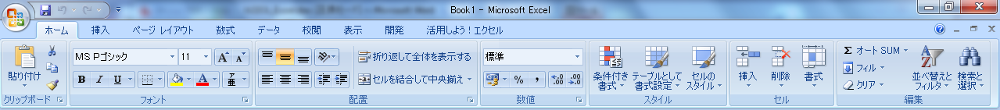 Book1 - Microsoft Excel
ホーム 挿入 ページ レイアウト 数式 データ 校閲 表示 開発 活用しよう！エクセル
MS Pゴシック 11 折り返して全体を表示する 標準 Σ オート SUM
貼り付け 条件付き書式 テーブルとして書式設定 セルのスタイル 挿入 削除 書式 フィル 並べ替えとフィルタ 検索と選択
B I U A ア亜 セルを結合して中央揃え % , クリア
クリップボード フォント 配置 数値 スタイル セル 編集